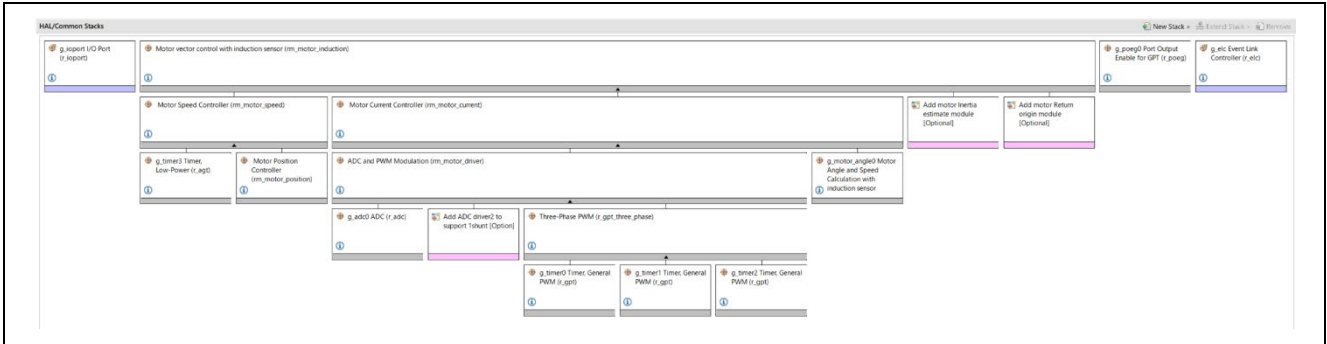 HAL/Common Stacks
New Stack > Extend Stack > Remove
g_ioport I/O Port
(r_ioport)
Motor vector control with induction sensor (rm_motor_induction)
g_poeg0 Port Output
Enable for GPT (r_poeg)
g_elc Event Link
Controller (r_elc)
Motor Speed Controller (rm_motor_speed)
Motor Current Controller (rm_motor_current)
Add motor Inertia
estimate module
[Optional]
Add motor Return
origin module
[Optional]
g_timer3 Timer,
Low-Power (r_agt)
Motor Position
Controller
(rm_motor_position)
ADC and PWM Modulation (rm_motor_driver)
g_motor_angle0 Motor
Angle and Speed
Calculation with
induction sensor
g_adc0 ADC (r_adc)
Add ADC driver2 to
support 1shunt [Option]
Three-Phase PWM (r_gpt_three_phase)
g_timer0 Timer, General
PWM (r_gpt)
g_timer1 Timer, General
PWM (r_gpt)
g_timer2 Timer, General
PWM (r_gpt)